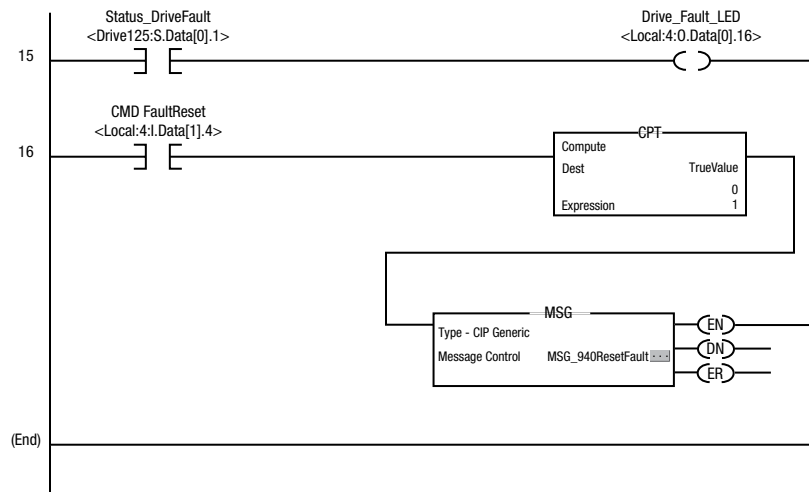 Status_DriveFault
<Drive125:S.Data[0].1>
Drive_Fault_LED
<Local:4:O.Data[0].16>
15
CMD FaultReset
<Local:4:I.Data[1].4>
16
CPT
Compute
Dest TrueValue
0
Expression 1
MSG
Type - CIP Generic
Message Control MSG_940ResetFault ...
EN
DN
ER
(End)